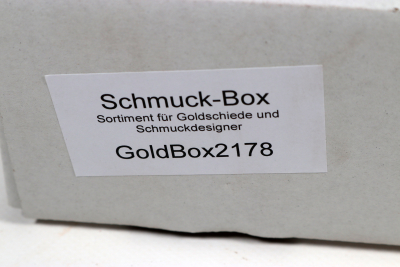 Schmuck-Box
Sortiment für Goldschiede und
Schmuckdesigner
GoldBox2178